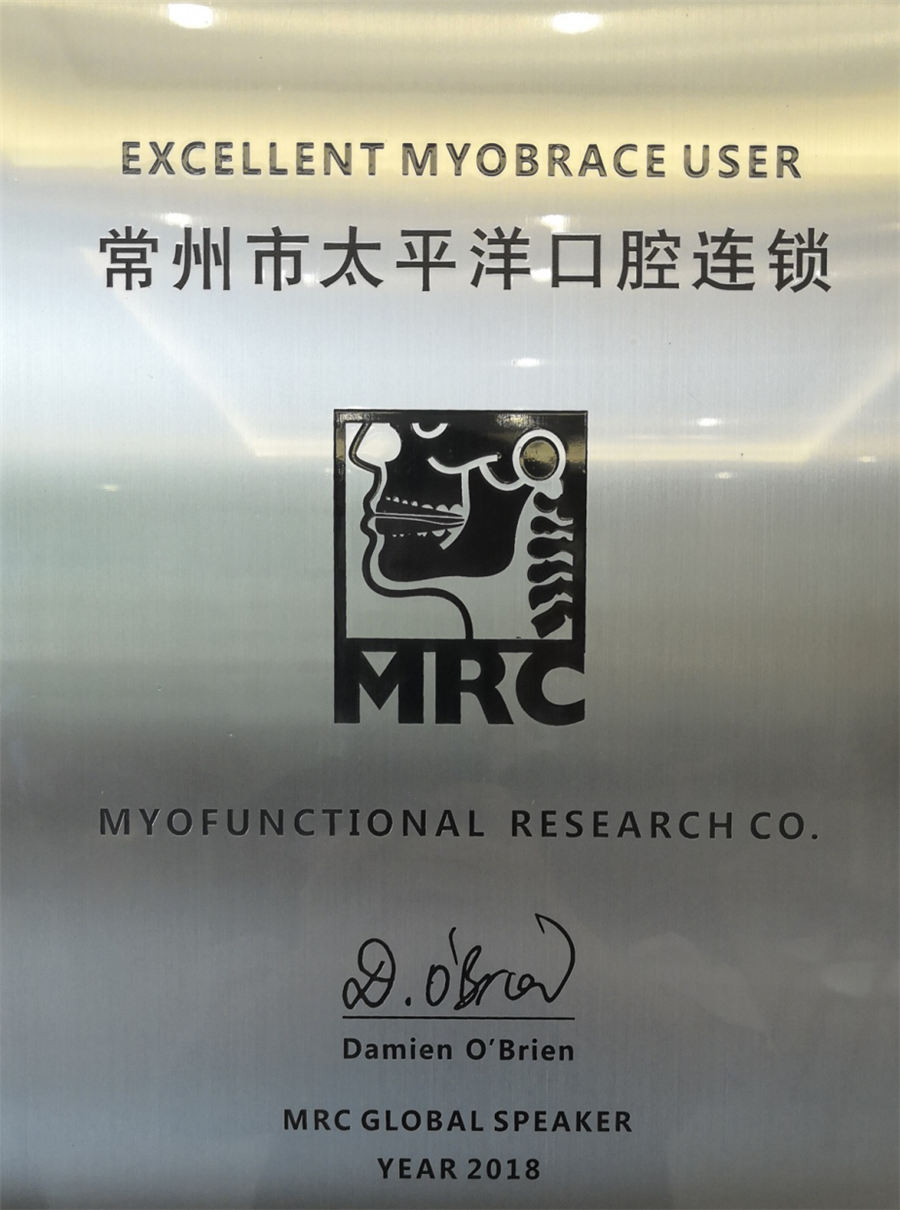 EXCELLENT MYOBRACE USER
常州市太平洋口腔连锁
MRC
MYOFUNCTIONAL RESEARCH CO.
D. O'Brien
Damien O'Brien
MRC GLOBAL SPEAKER
YEAR 2018